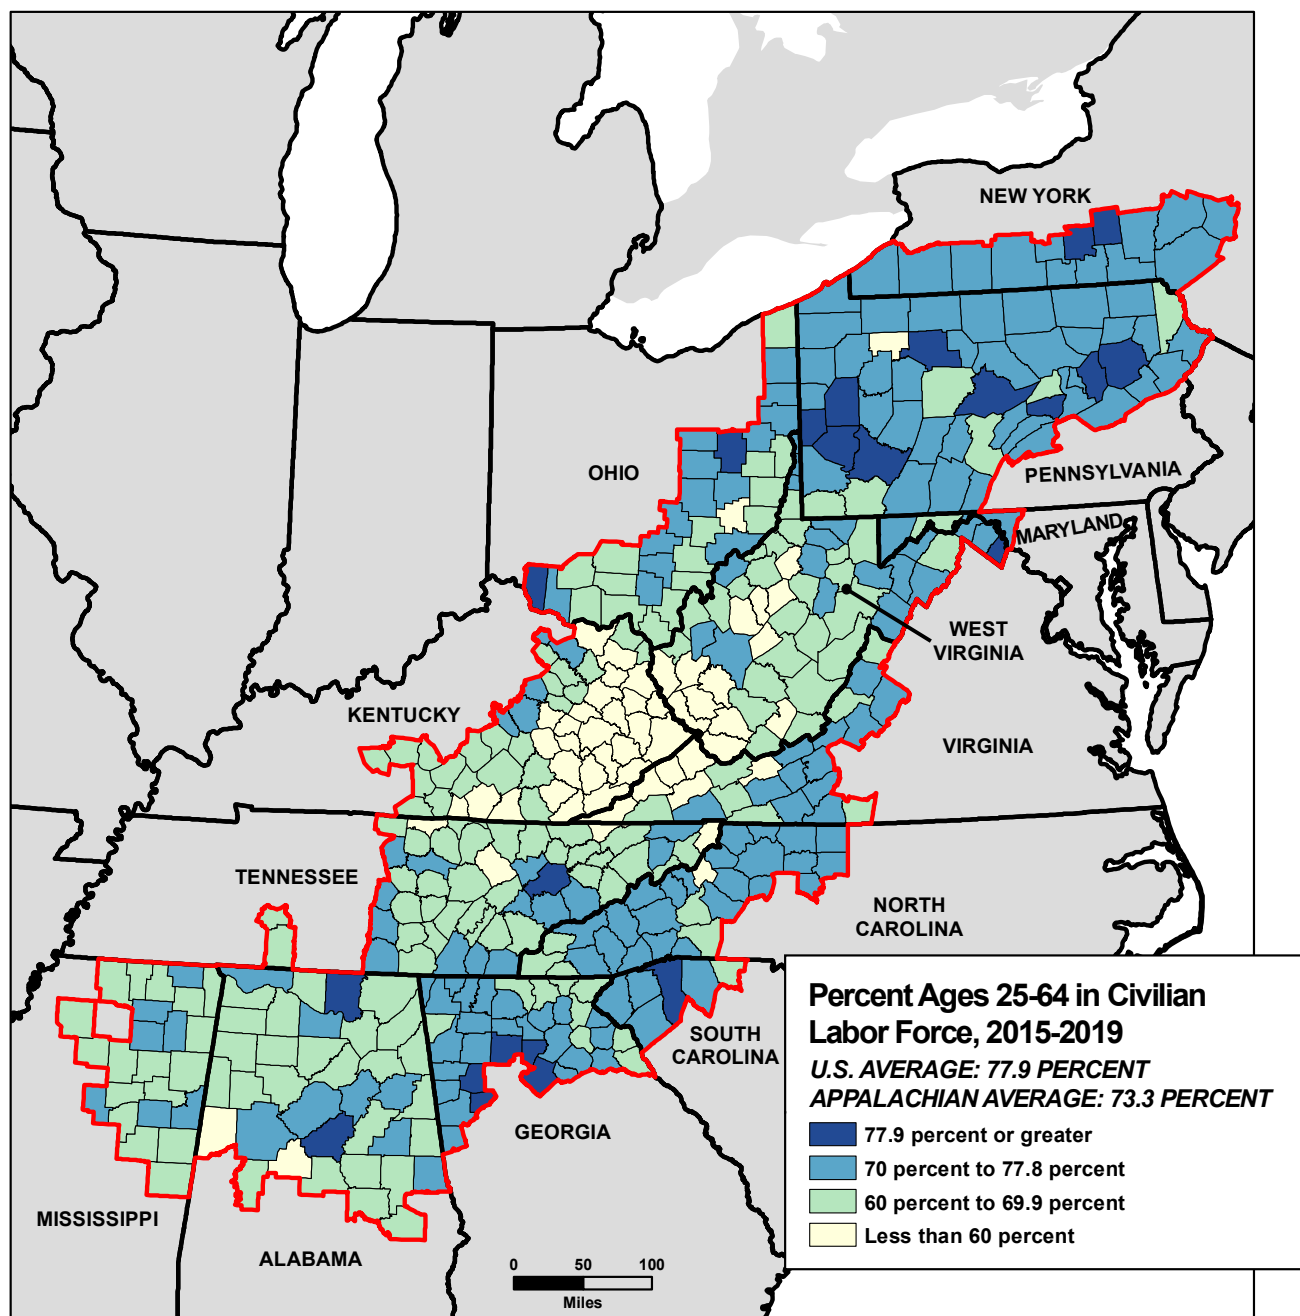 NEW YORK
OHIO
PENNSYLVANIA
MARYLAND
WEST
VIRGINIA
KENTUCKY
VIRGINIA
TENNESSEE
NORTH
CAROLINA
SOUTH
CAROLINA
GEORGIA
MISSISSIPPI
ALABAMA
Percent Ages 25-64 in Civilian
Labor Force, 2015-2019
U.S. AVERAGE: 77.9 PERCENT
APPALACHIAN AVERAGE: 73.3 PERCENT
77.9 percent or greater
70 percent to 77.8 percent
60 percent to 69.9 percent
Less than 60 percent
0 50 100
Miles